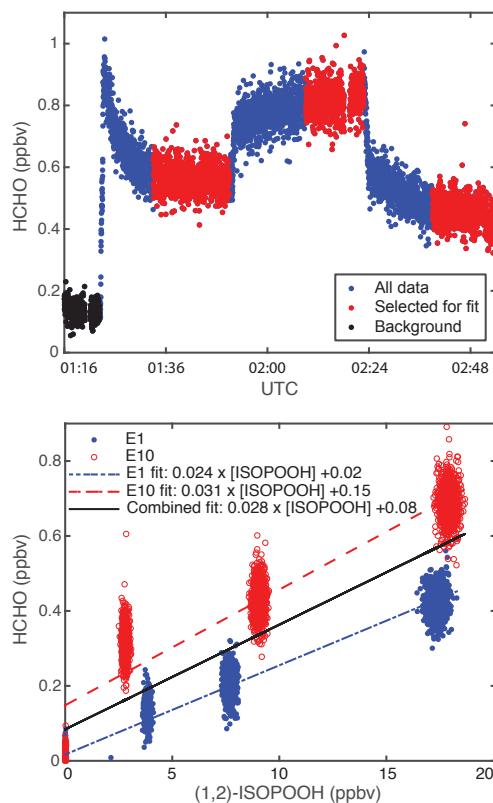 1
0.8
0.6
0.4
0.2
0
HCHO (ppbv)
All data
Selected for fit
Background
01:16 01:36 02:00 02:24 02:48
UTC
0.8
0.6
0.4
0.2
0
HCHO (ppbv)
E1
E10
E1 fit: 0.024 x [ISOPOOH] +0.02
E10 fit: 0.031 x [ISOPOOH] +0.15
Combined fit: 0.028 x [ISOPOOH] +0.08
0 5 10 15 20
(1,2)-ISOPOOH (ppbv)